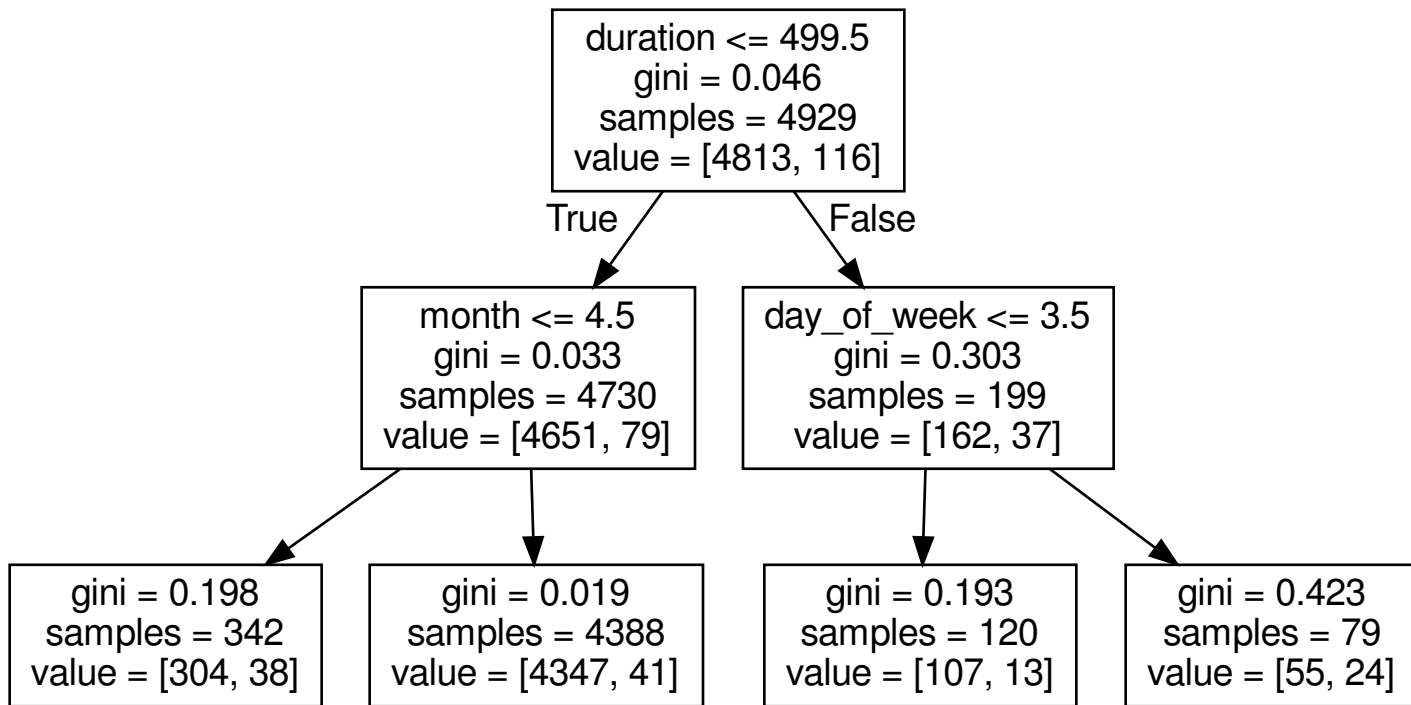 duration <= 499.5
gini = 0.046
samples = 4929
value = [4813, 116]
True
False
month <= 4.5
gini = 0.033
samples = 4730
value = [4651, 79]
day_of_week <= 3.5
gini = 0.303
samples = 199
value = [162, 37]
gini = 0.198
samples = 342
value = [304, 38]
gini = 0.019
samples = 4388
value = [4347, 41]
gini = 0.193
samples = 120
value = [107, 13]
gini = 0.423
samples = 79
value = [55, 24]